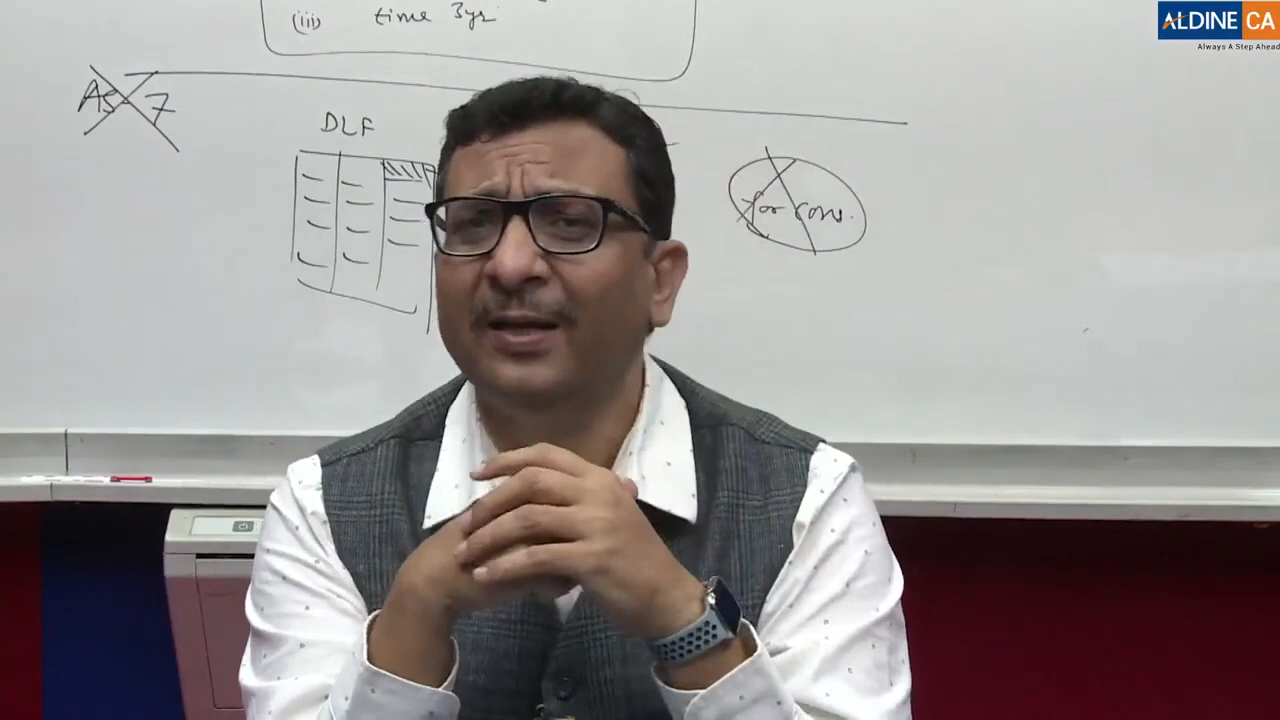 (iii) time 3yr
ALDINE CA
Always A Step Ahead
AS 7
DLF
for cons.